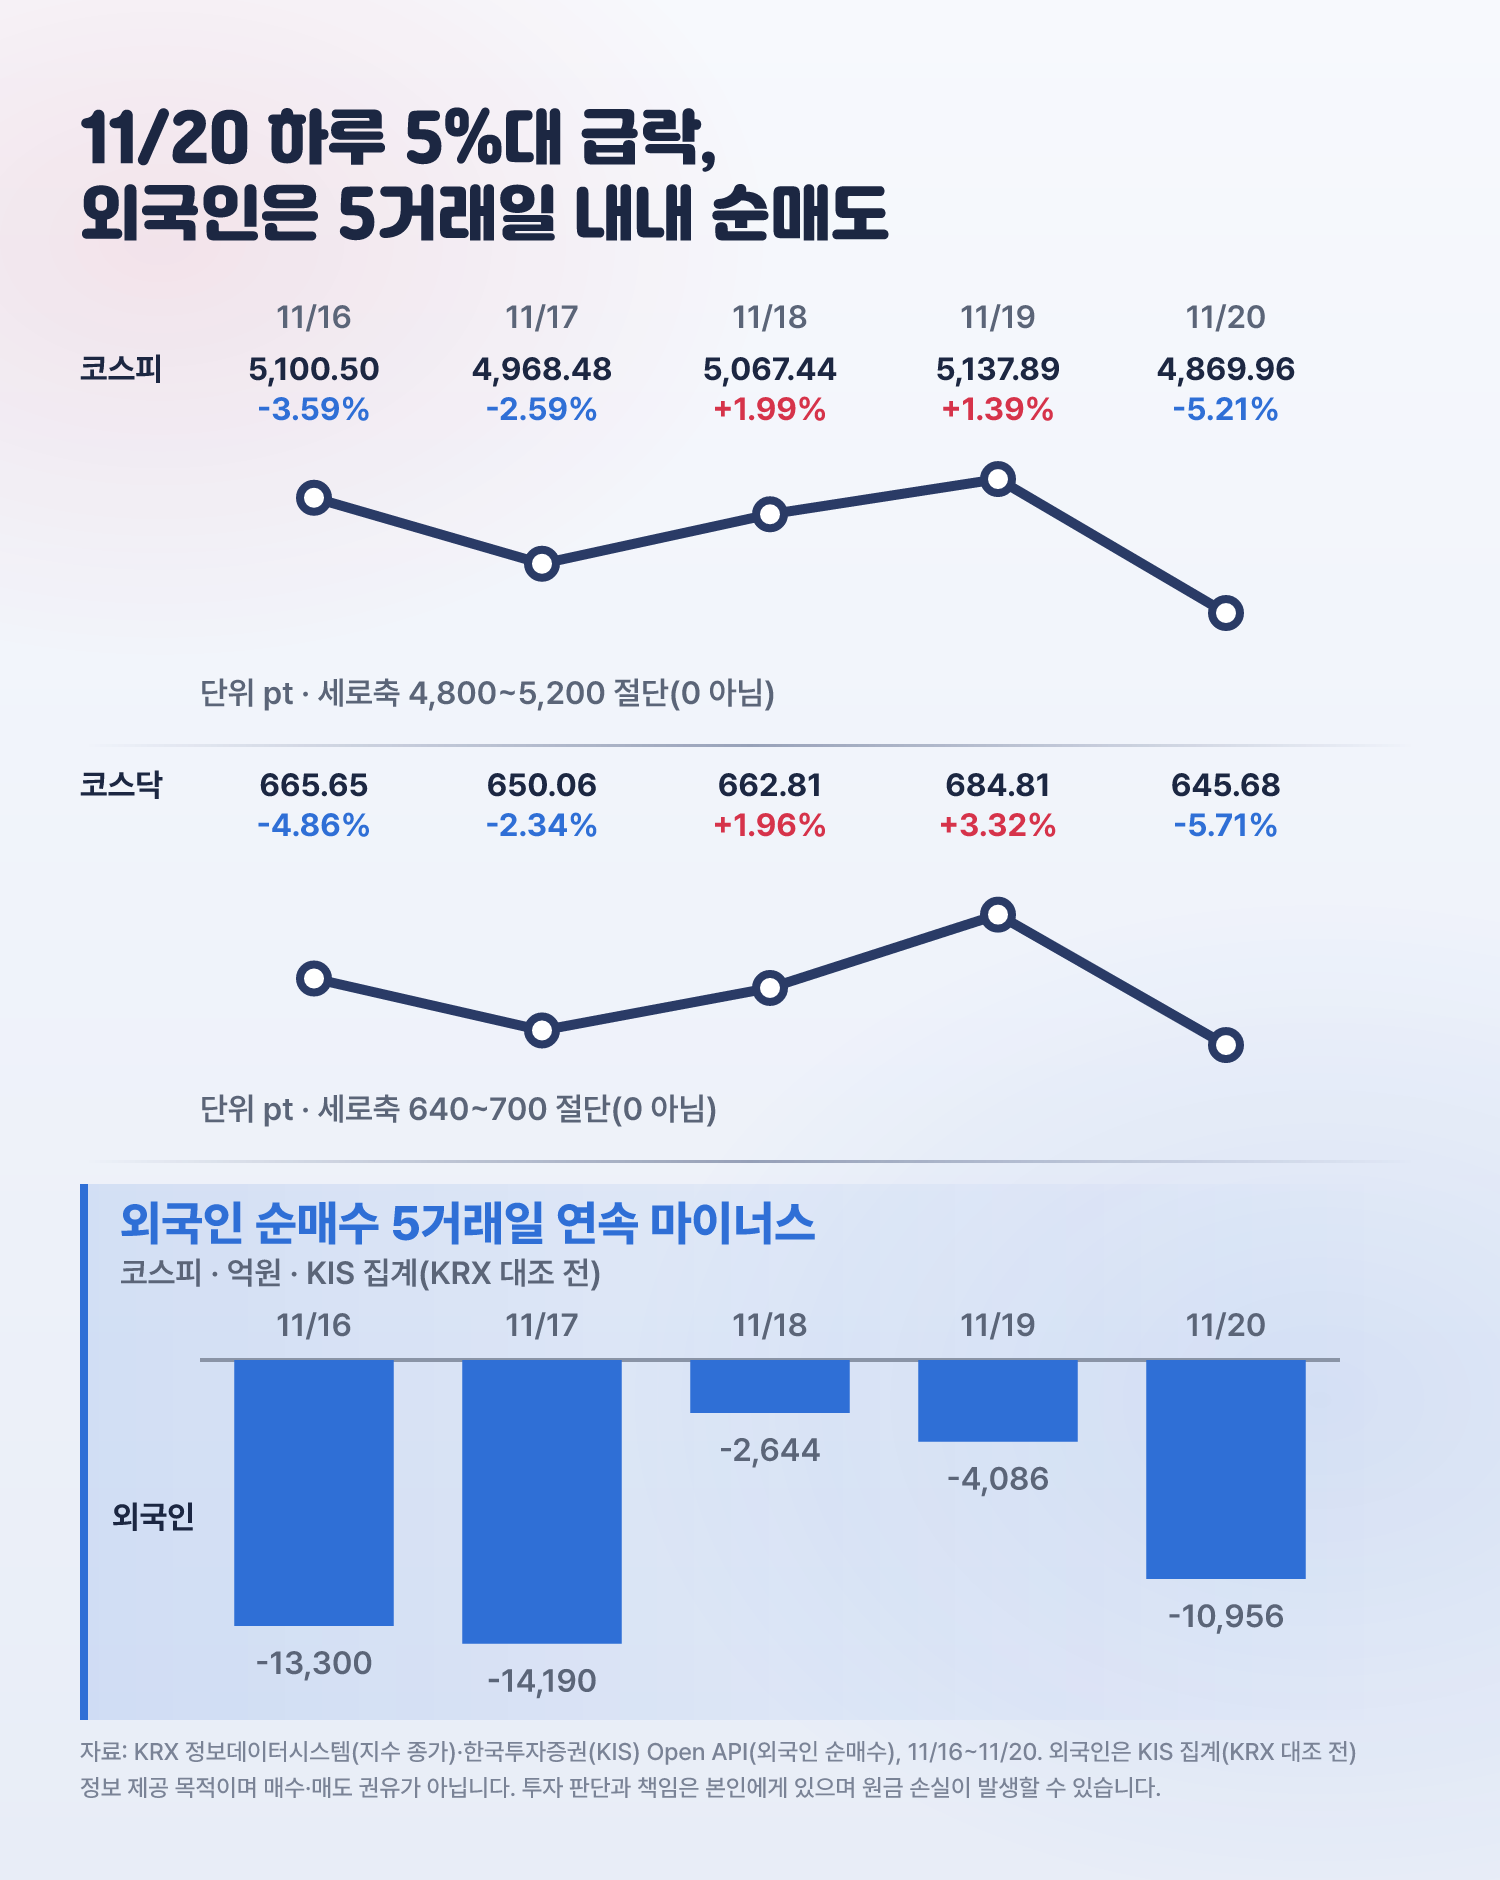 11/20 하루 5%대 급락,
외국인은 5거래일 내내 순매도
11/16 11/17 11/18 11/19 11/20
코스피 5,100.50 4,968.48 5,067.44 5,137.89 4,869.96
-3.59% -2.59% +1.99% +1.39% -5.21%
단위 pt · 세로축 4,800~5,200 절단(0 아님)
코스닥 665.65 650.06 662.81 684.81 645.68
-4.86% -2.34% +1.96% +3.32% -5.71%
단위 pt · 세로축 640~700 절단(0 아님)
외국인 순매수 5거래일 연속 마이너스
코스피 · 억원 · KIS 집계(KRX 대조 전)
11/16 11/17 11/18 11/19 11/20
-2,644
-4,086
외국인
-10,956
-13,300
-14,190
자료: KRX 정보데이터시스템(지수 종가)·한국투자증권(KIS) Open API(외국인 순매수), 11/16~11/20. 외국인은 KIS 집계(KRX 대조 전)
정보 제공 목적이며 매수·매도 권유가 아닙니다. 투자 판단과 책임은 본인에게 있으며 원금 손실이 발생할 수 있습니다.